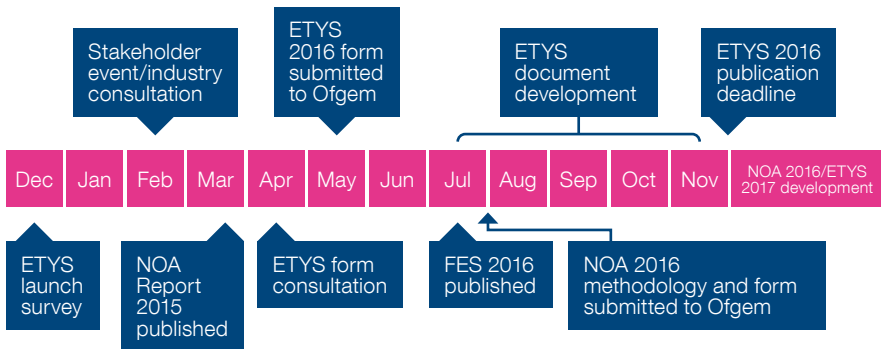 Stakeholder
event/industry
consultation
ETYS
2016 form
submitted
to Ofgem
ETYS
document
development
ETYS 2016
publication
deadline
Dec
Jan
Feb
Mar
Apr
May
Jun
Jul
Aug
Sep
Oct
Nov
NOA 2016/ETYS
2017 development
ETYS
launch
survey
NOA
Report
2015
published
ETYS form
consultation
FES 2016
published
NOA 2016
methodology and form
submitted to Ofgem